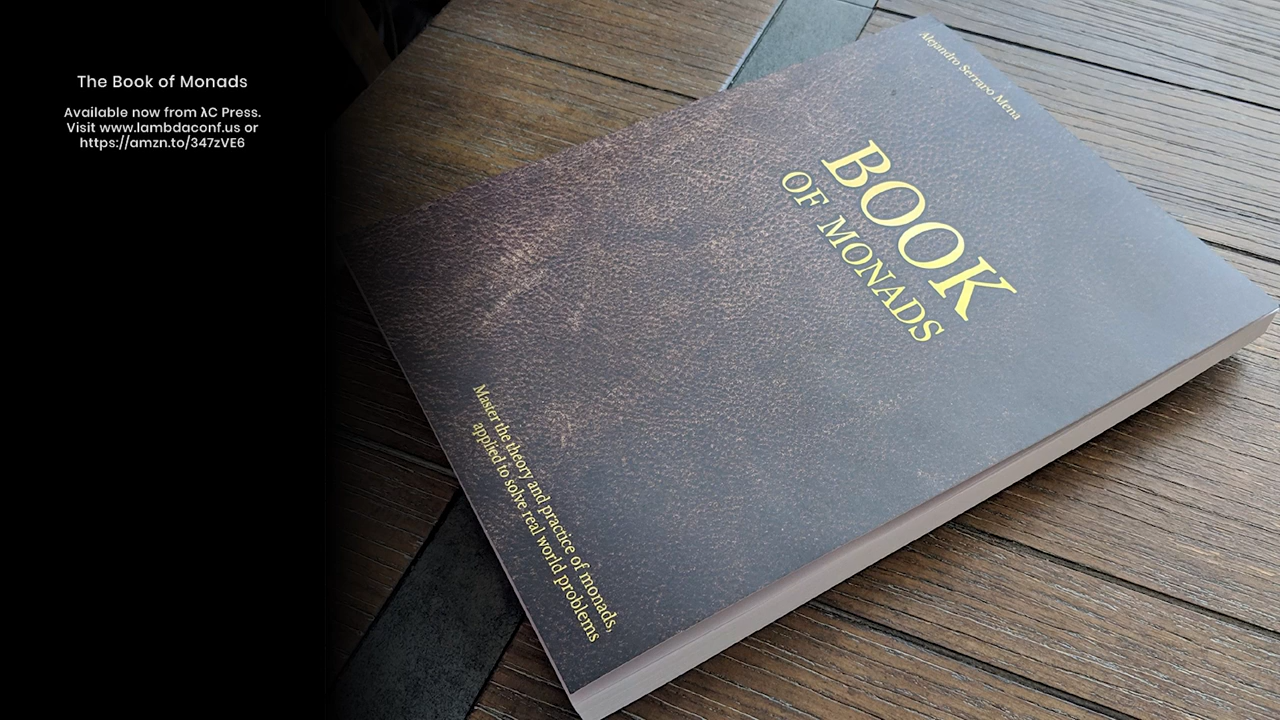 The Book of Monads
Available now from λC Press.
Visit www.lambdaconf.us or
https://amzn.to/347zVE6
Alejandro Serrano Mena
BOOK
OF MONADS
Master the theory and practice of monads,
applied to solve real world problems